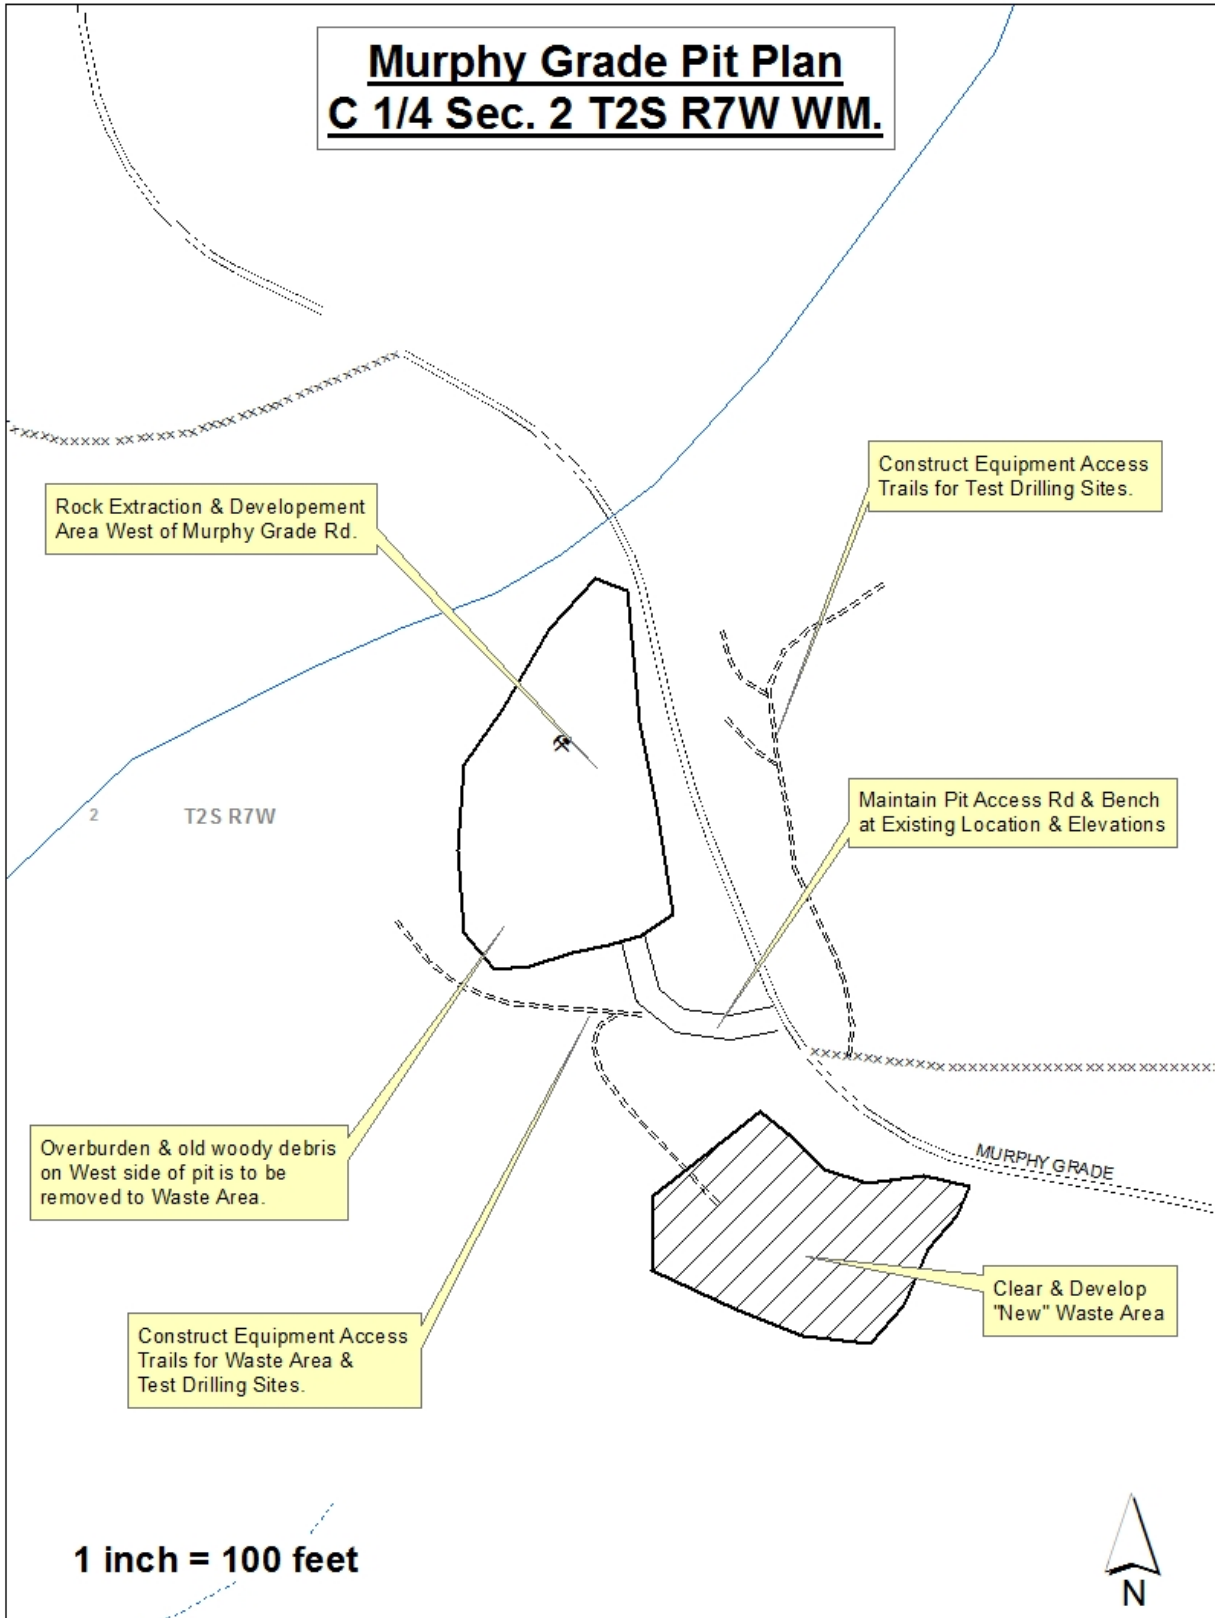 Murphy Grade Pit Plan
C 1/4 Sec. 2 T2S R7W WM.
Construct Equipment Access
Trails for Test Drilling Sites.
Rock Extraction & Developement
Area West of Murphy Grade Rd.
Maintain Pit Access Rd & Bench
at Existing Location & Elevations
2 T2S R7W
Overburden & old woody debris
on West side of pit is to be
removed to Waste Area.
MURPHY GRADE
Clear & Develop
"New" Waste Area
Construct Equipment Access
Trails for Waste Area &
Test Drilling Sites.
1 inch = 100 feet
N